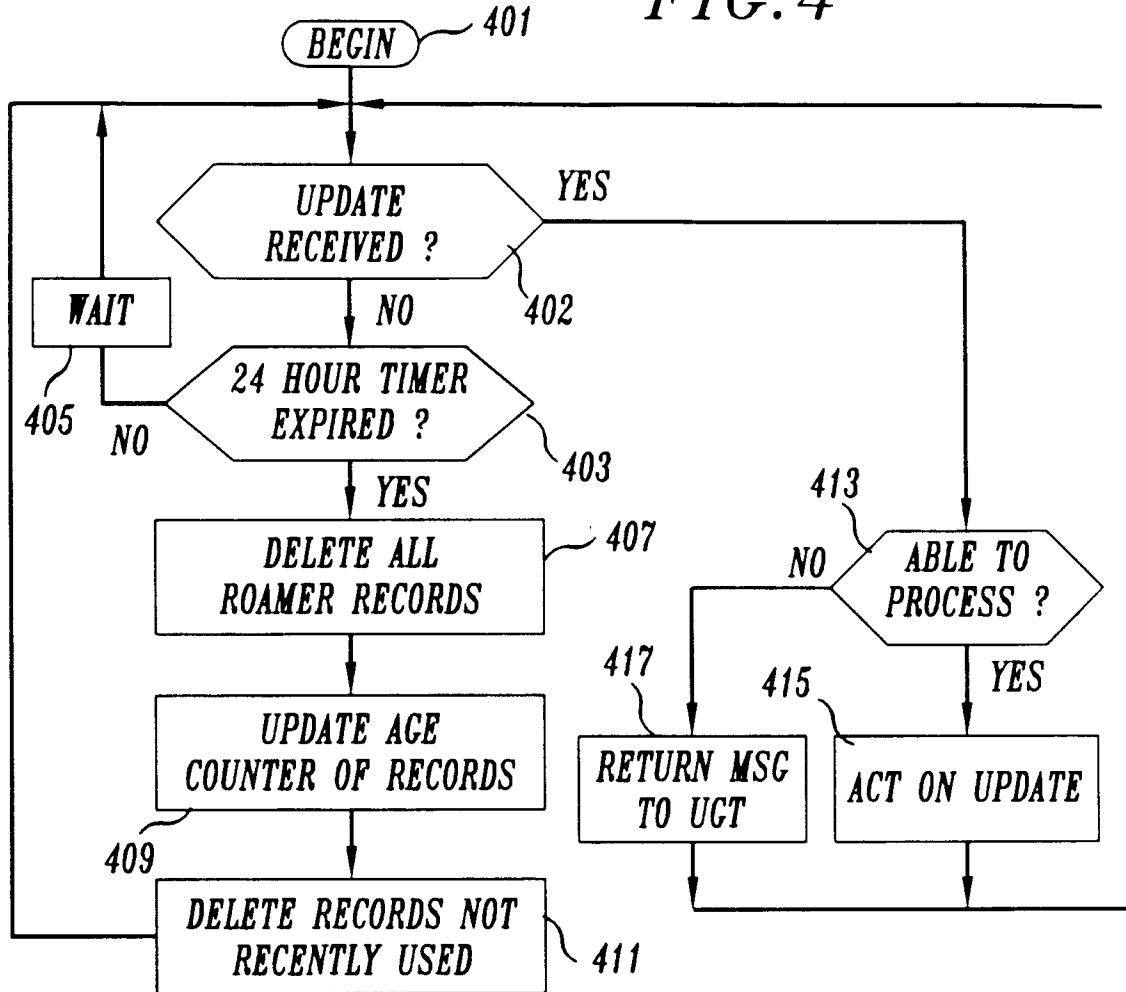 FIG. 4
BEGIN
401
UPDATE
RECEIVED ?
402
YES
NO
WAIT
405
24 HOUR TIMER
EXPIRED ?
403
NO
YES
DELETE ALL
ROAMER RECORDS
407
UPDATE AGE
COUNTER OF RECORDS
409
DELETE RECORDS NOT
RECENTLY USED
411
413
ABLE TO
PROCESS ?
NO
YES
417
RETURN MSG
TO UGT
415
ACT ON UPDATE